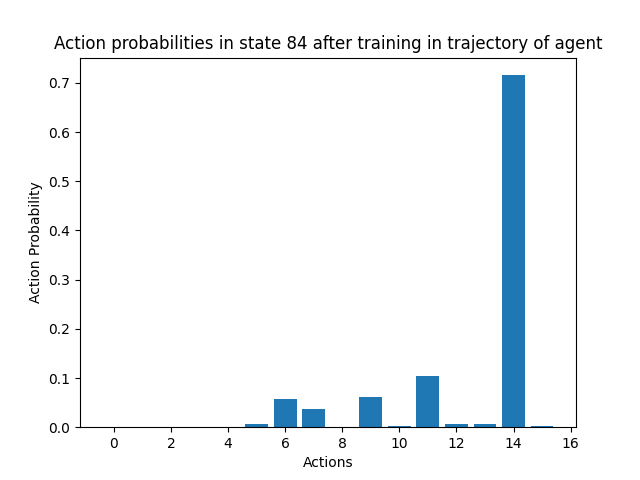 Action probabilities in state 84 after training in trajectory of agent
0.7
0.6
0.5
0.4
0.3
0.2
0.1
0.0
Action Probability
0 2 4 6 8 10 12 14 16
Actions